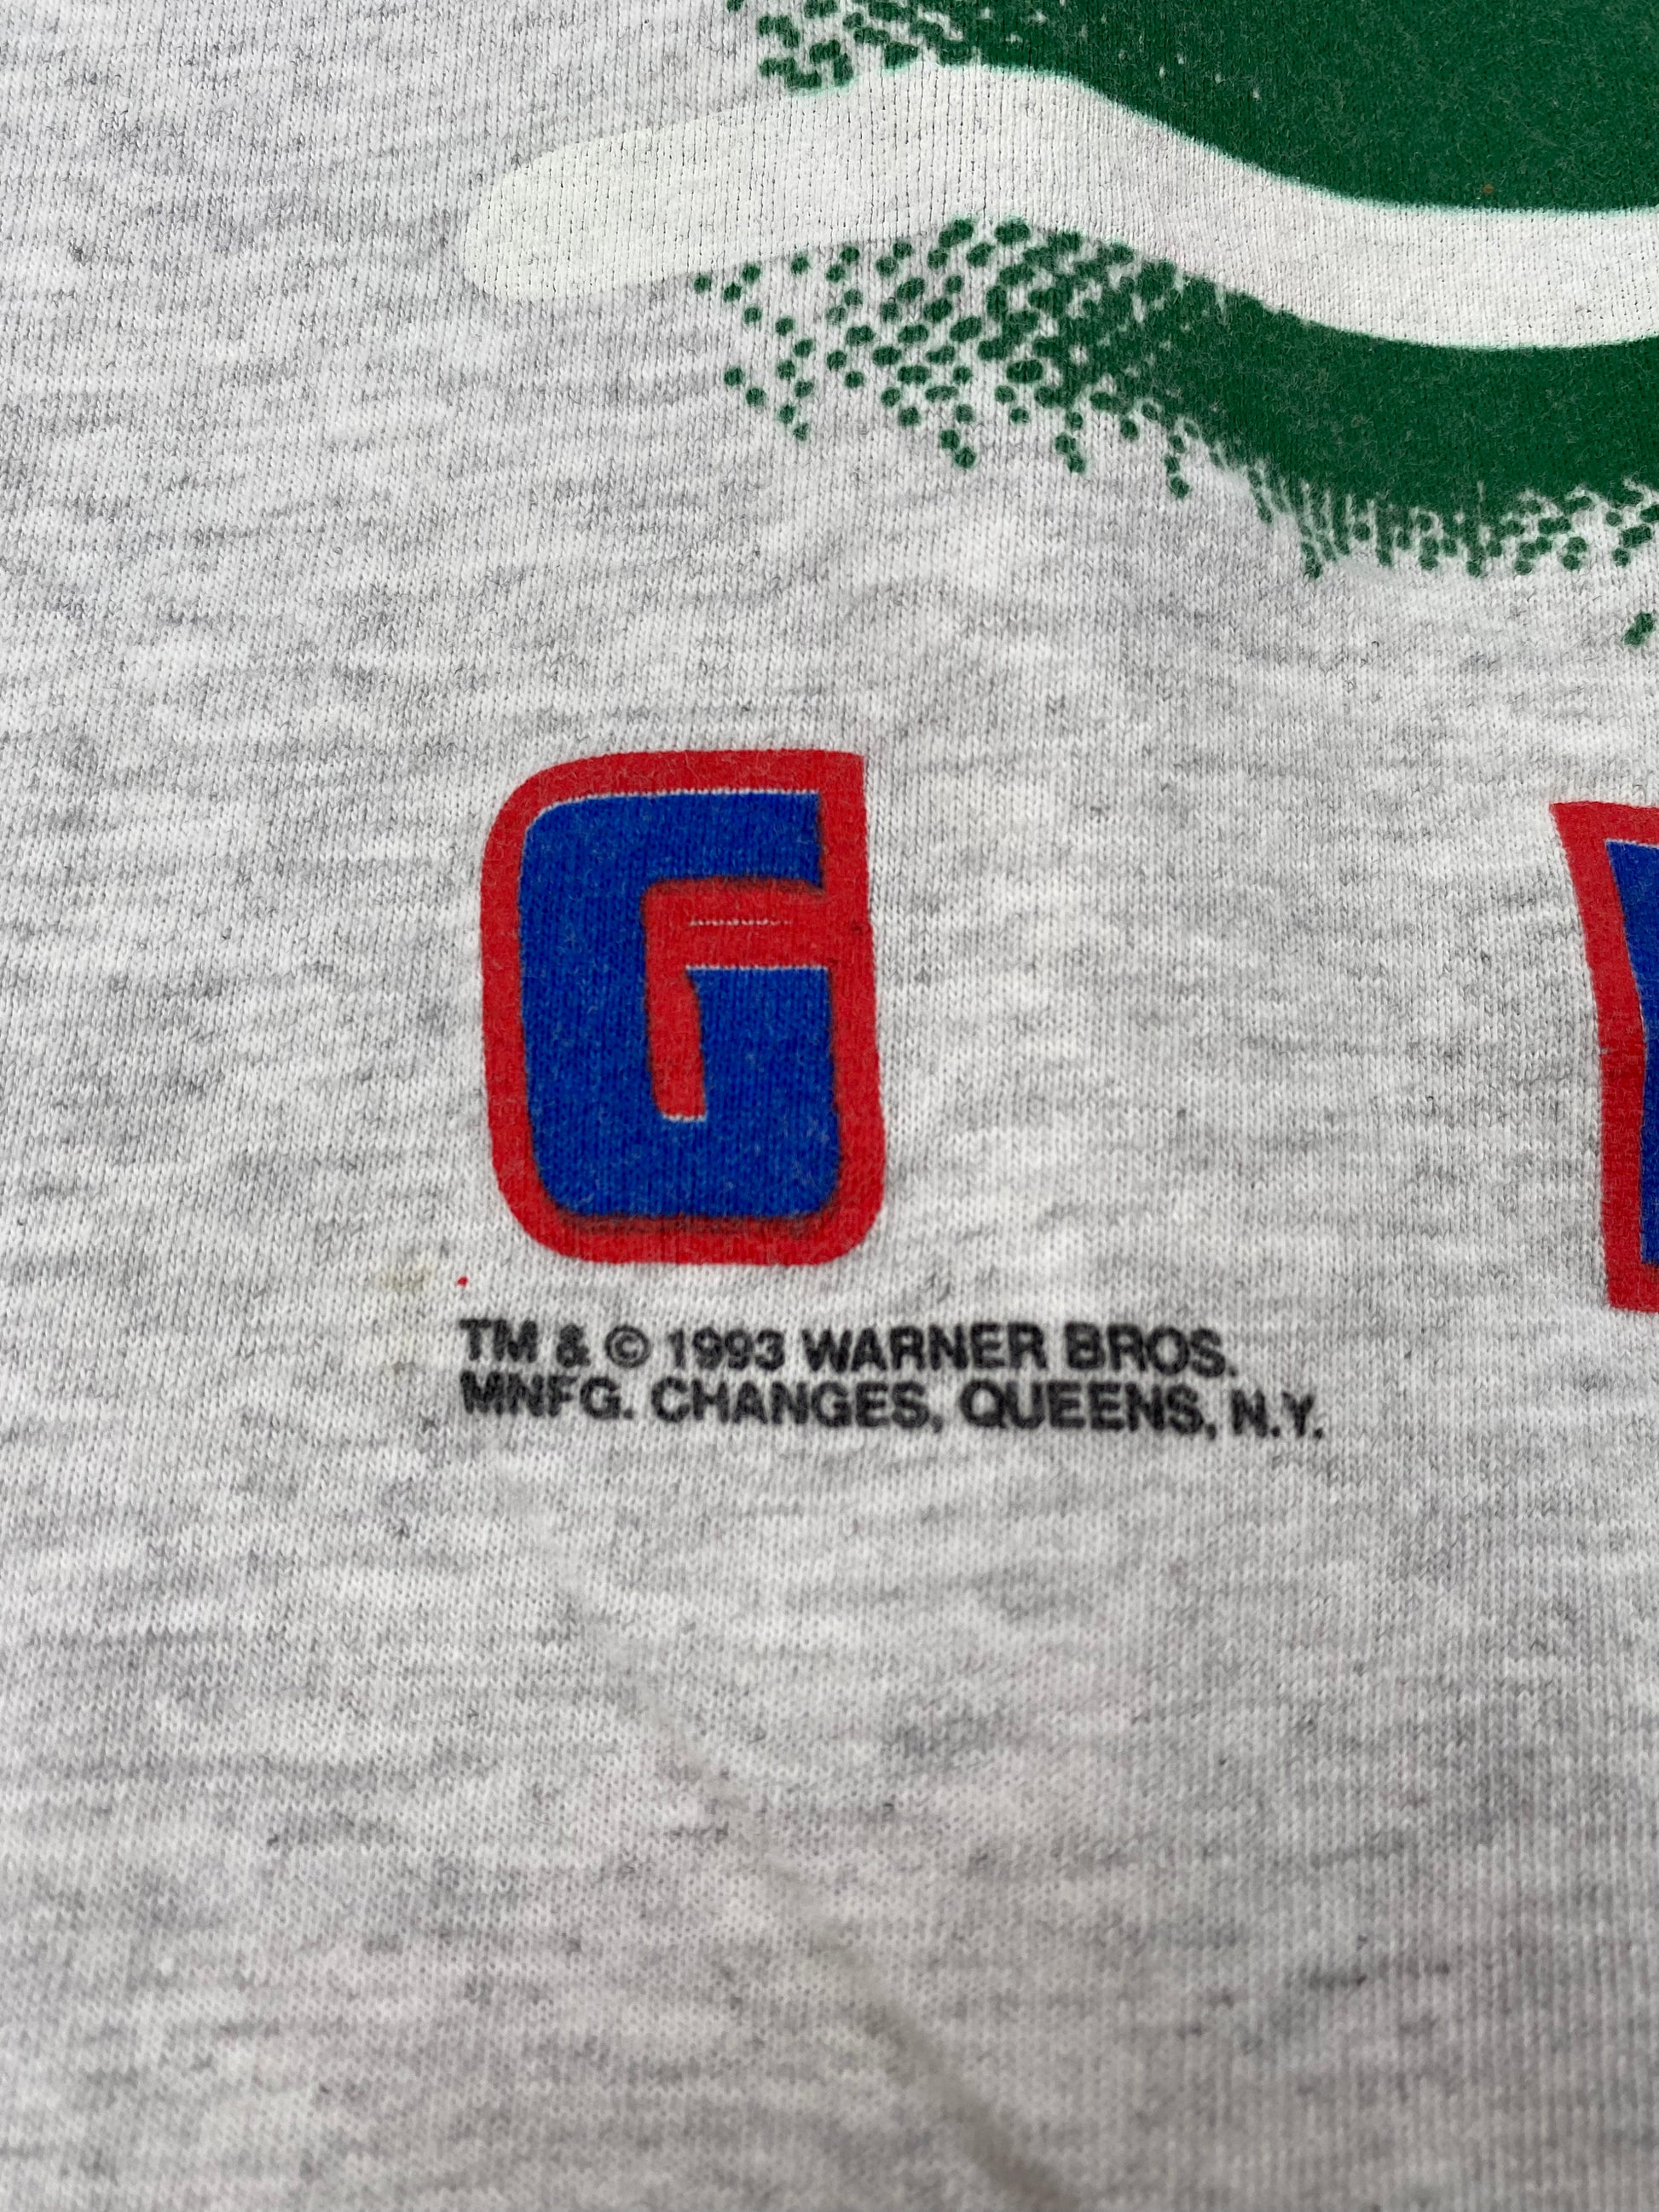 G
TM & © 1993 WARNER BROS.
MNFG. CHANGES, QUEENS, N.Y.